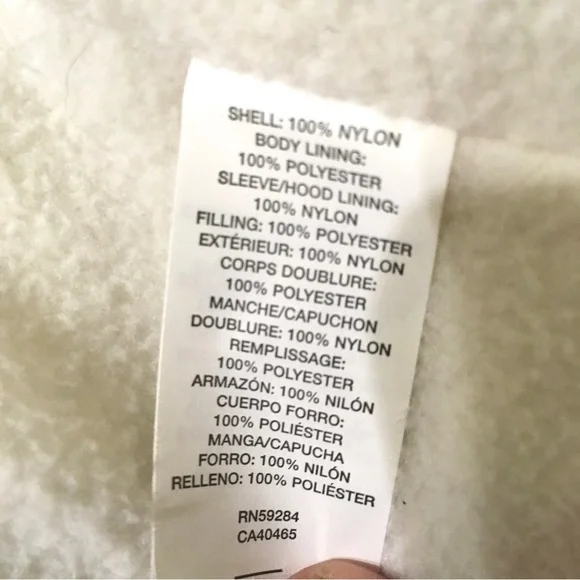 SHELL: 100% NYLON
BODY LINING:
100% POLYESTER
SLEEVE/HOOD LINING:
100% NYLON
FILLING: 100% POLYESTER
EXTÉRIEUR: 100% NYLON
CORPS DOUBLURE:
100% POLYESTER
MANCHE/CAPUCHON
DOUBLURE: 100% NYLON
REMPLISSAGE:
100% POLYESTER
ARMAZÓN: 100% NILÓN
CUERPO FORRO:
100% POLIÉSTER
MANGA/CAPUCHA
FORRO: 100% NILÓN
RELLENO: 100% POLIÉSTER
RN59284
CA40465